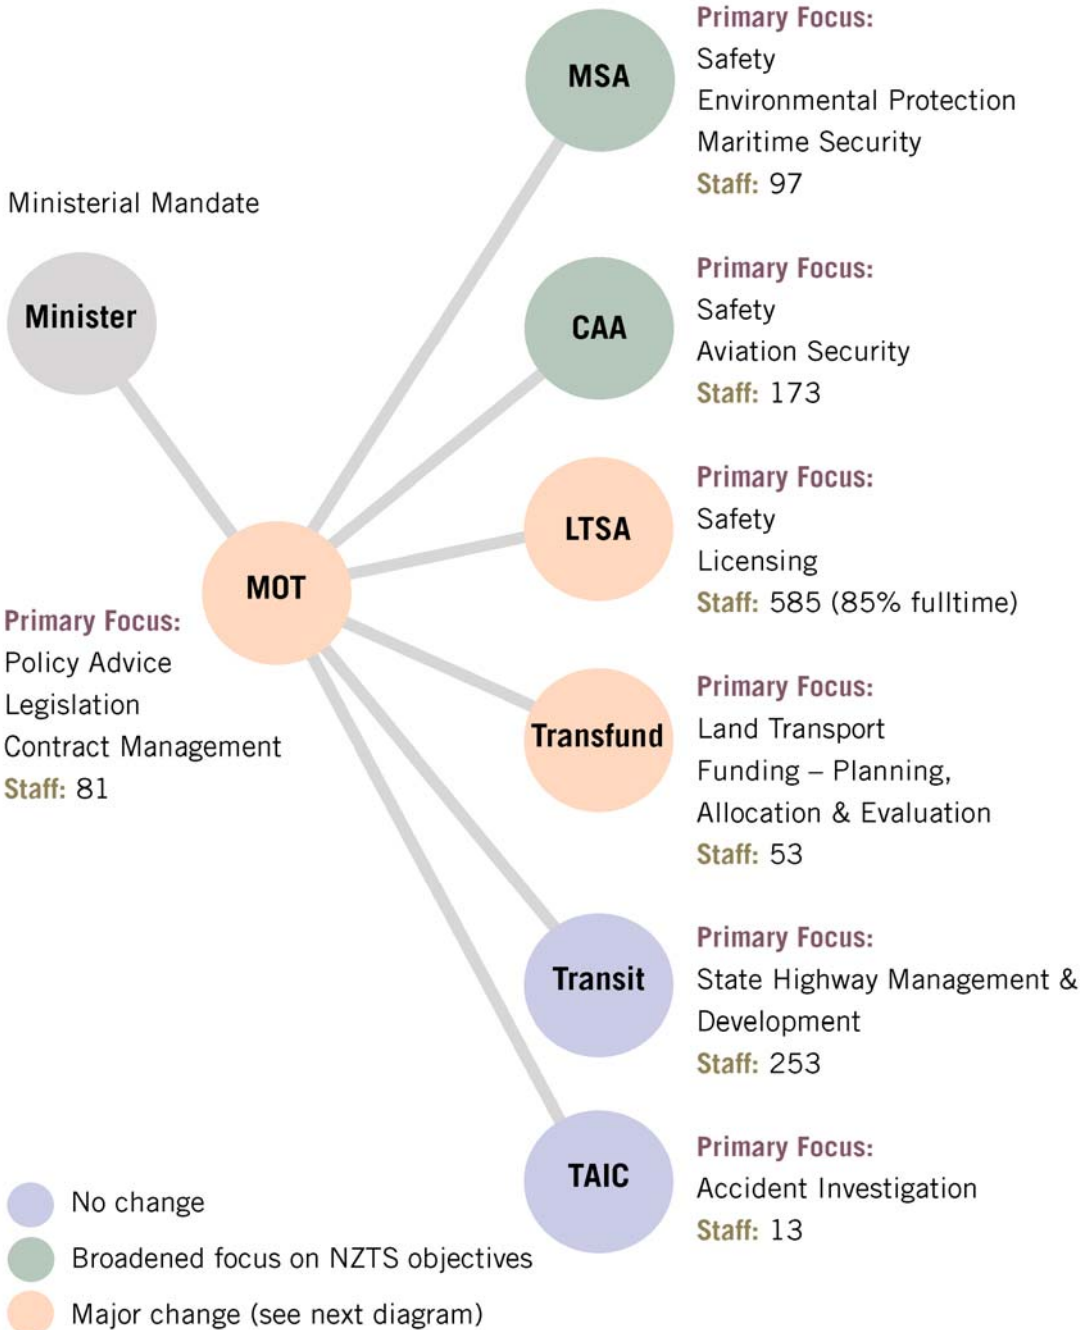 Ministerial Mandate
Minister
MOT
Primary Focus:
Policy Advice
Legislation
Contract Management
Staff: 81
MSA
Primary Focus:
Safety
Environmental Protection
Maritime Security
Staff: 97
CAA
Primary Focus:
Safety
Aviation Security
Staff: 173
LTSA
Primary Focus:
Safety
Licensing
Staff: 585 (85% fulltime)
Transfund
Primary Focus:
Land Transport
Funding – Planning,
Allocation & Evaluation
Staff: 53
Transit
Primary Focus:
State Highway Management &
Development
Staff: 253
TAIC
Primary Focus:
Accident Investigation
Staff: 13
No change
Broadened focus on NZTS objectives
Major change (see next diagram)